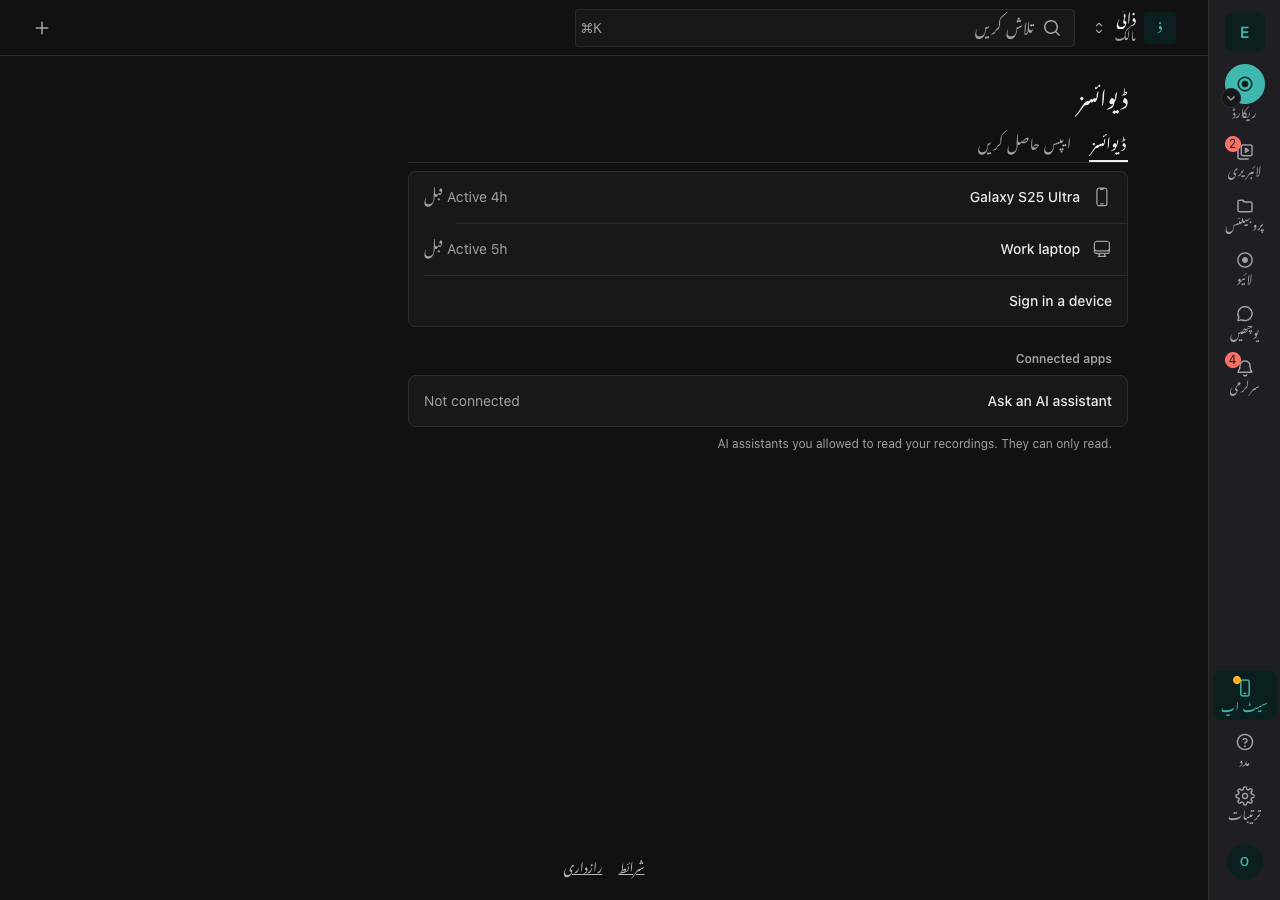 E
ریکارڈ
2
لائبریری
پروجیکٹس
لائیو
پوچھیں
4
سرگرمی
سیٹ اپ
مدد
ترتیبات
O
ذ
ذاتی
مالک
تلاش کریں
⌘K
ڈیوائسز
ڈیوائسز
ایپس حاصل کریں
Galaxy S25 Ultra
Active 4h قبل
Work laptop
Active 5h قبل
Sign in a device
Connected apps
Ask an AI assistant
Not connected
AI assistants you allowed to read your recordings. They can only read.
شرائط
رازداری